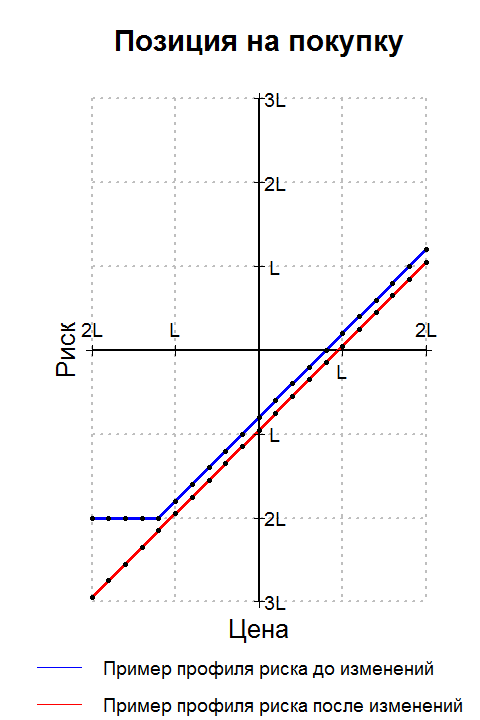 Позиция на покупку
3L
2L
L
2L
L
2L
L
L
2L
3L
Риск
Цена
Пример профиля риска до изменений
Пример профиля риска после изменений